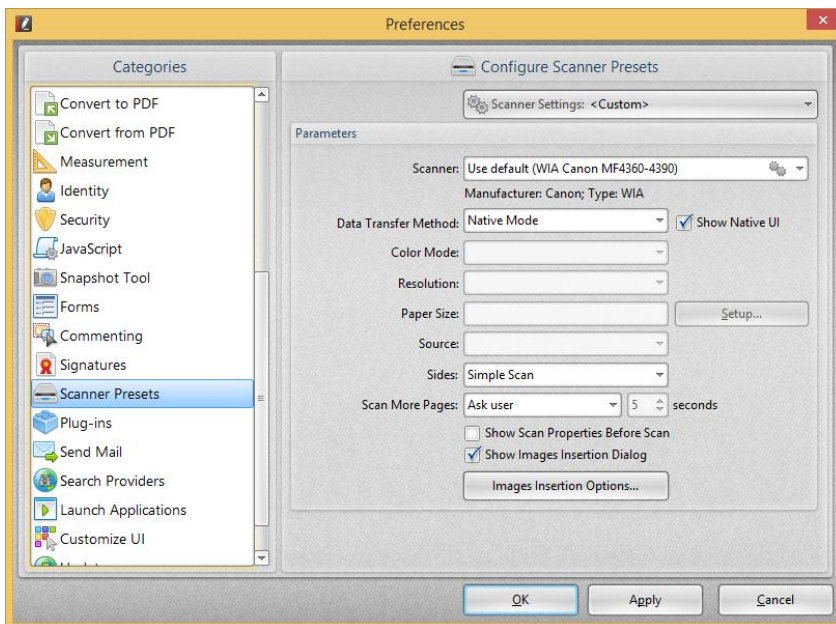 Preferences
Categories
Convert to PDF
Convert from PDF
Measurement
Identity
Security
JavaScript
Snapshot Tool
Forms
Commenting
Signatures
Scanner Presets
Plug-ins
Send Mail
Search Providers
Launch Applications
Customize UI
Configure Scanner Presets
Scanner Settings: <Custom>
Parameters
Scanner: Use default (WIA Canon MF4360-4390)
Manufacturer: Canon; Type: WIA
Data Transfer Method: Native Mode Show Native UI
Color Mode:
Resolution:
Paper Size: Setup...
Source:
Sides: Simple Scan
Scan More Pages: Ask user 5 seconds
Show Scan Properties Before Scan
Show Images Insertion Dialog
Images Insertion Options...
OK Apply Cancel